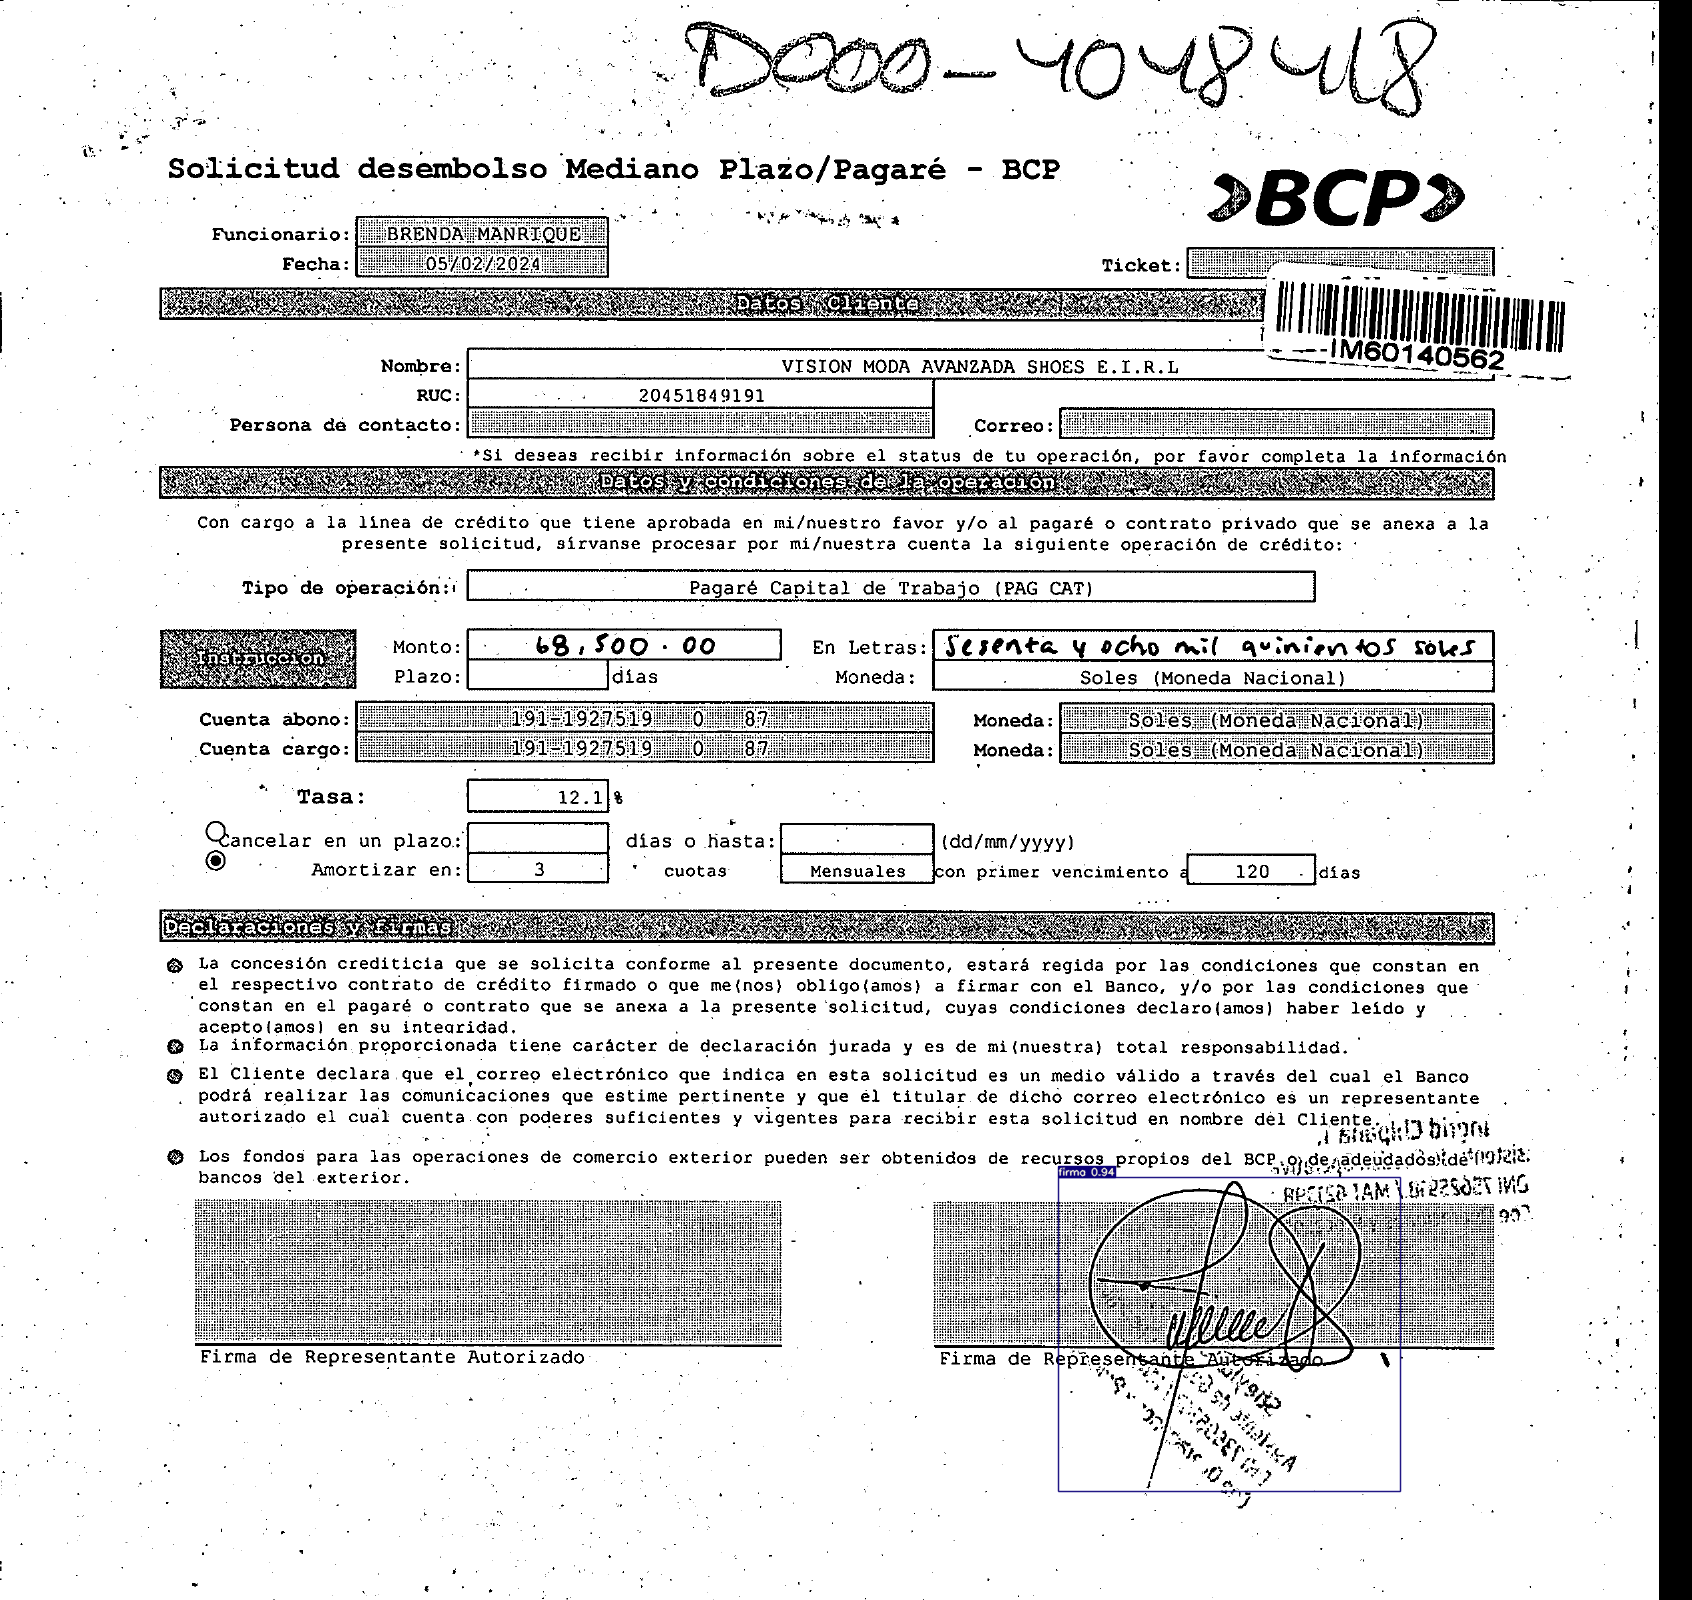 D000-4048418
Solicitud desembolso Mediano Plazo/Pagaré - BCP
BCP
Funcionario: BRENDA MANRIQUE
Fecha: 05/02/2024
Ticket:
Datos Cliente
IM60140562
Nombre: VISION MODA AVANZADA SHOES E.I.R.L
RUC: 20451849191
Persona de contacto: Correo:
*Si deseas recibir información sobre el status de tu operación, por favor completa la información
Datos y condiciones de la operación
Con cargo a la línea de crédito que tiene aprobada en mi/nuestro favor y/o al pagaré o contrato privado que se anexa a la
presente solicitud, sírvanse procesar por mi/nuestra cuenta la siguiente operación de crédito:
Tipo de operación: Pagaré Capital de Trabajo (PAG CAT)
Instrucción
Monto: 68,500.00 En Letras: Sesenta y ocho mil quinientos soles
Plazo: días Moneda: Soles (Moneda Nacional)
Cuenta abono: 191-1927519 0 87 Moneda: Soles (Moneda Nacional)
Cuenta cargo: 191-1927519 0 87 Moneda: Soles (Moneda Nacional)
Tasa: 12.1 %
Cancelar en un plazo: días o hasta: (dd/mm/yyyy)
Amortizar en: 3 cuotas Mensuales con primer vencimiento a 120 días
Declaraciones y firmas
La concesión crediticia que se solicita conforme al presente documento, estará regida por las condiciones que constan en
el respectivo contrato de crédito firmado o que me(nos) obligo(amos) a firmar con el Banco, y/o por las condiciones que
constan en el pagaré o contrato que se anexa a la presente solicitud, cuyas condiciones declaro(amos) haber leído y
acepto(amos) en su integridad.
La información proporcionada tiene carácter de declaración jurada y es de mi(nuestra) total responsabilidad.
El Cliente declara que el correo electrónico que indica en esta solicitud es un medio válido a través del cual el Banco
podrá realizar las comunicaciones que estime pertinente y que el titular de dicho correo electrónico es un representante
autorizado el cual cuenta con poderes suficientes y vigentes para recibir esta solicitud en nombre del Cliente.
Los fondos para las operaciones de comercio exterior pueden ser obtenidos de recursos propios del BCP o de adeudados de
bancos del exterior.
firma 0.94
Firma de Representante Autorizado
Firma de Representante Autorizado